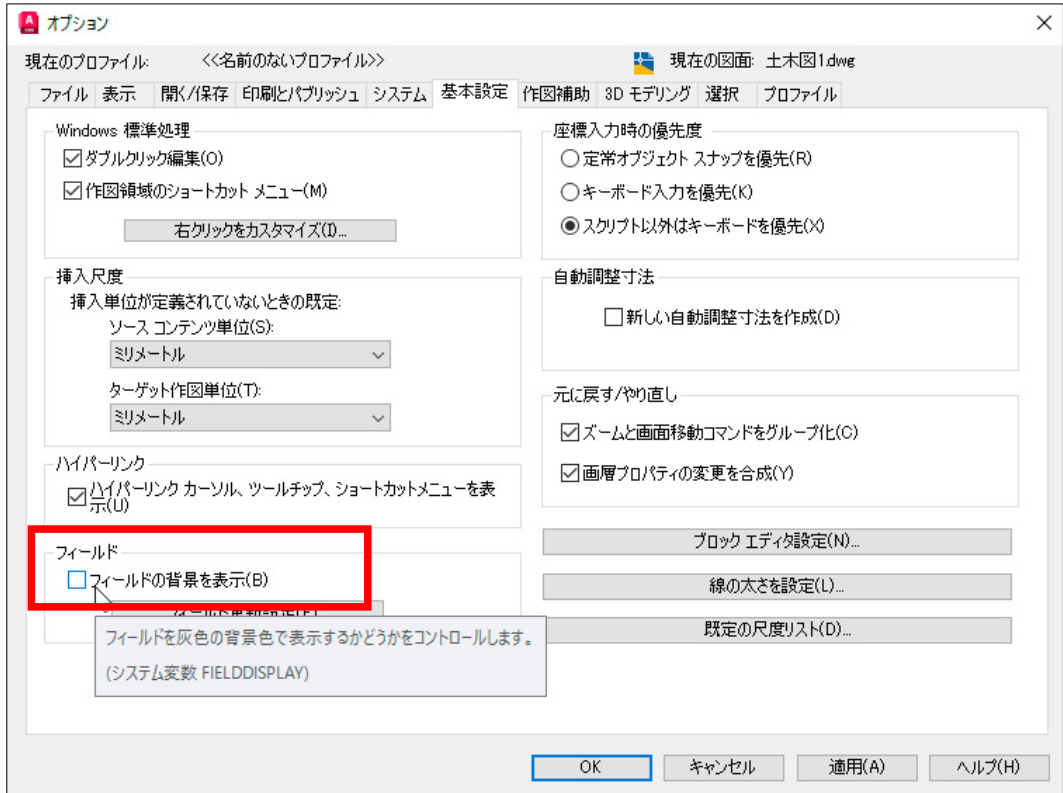 オプション
現在のプロファイル: <<名前のないプロファイル>> 現在の図面: 土木図1.dwg
ファイル 表示 開く/保存 印刷とパブリッシュ システム 基本設定 作図補助 3D モデリング 選択 プロファイル
Windows 標準処理
ダブルクリック編集(O)
作図領域のショートカット メニュー(M)
右クリックをカスタマイズ(I)...
挿入尺度
挿入単位が定義されていないときの既定:
ソース コンテンツ単位(S):
ミリメートル
ターゲット作図単位(T):
ミリメートル
ハイパーリンク
ハイパーリンク カーソル、ツールチップ、ショートカットメニューを表
示(U)
フィールド
フィールドの背景を表示(B)
フィールドを灰色の背景色で表示するかどうかをコントロールします。
(システム変数 FIELDDISPLAY)
座標入力時の優先度
定常オブジェクト スナップを優先(R)
キーボード入力を優先(K)
スクリプト以外はキーボードを優先(X)
自動調整寸法
新しい自動調整寸法を作成(D)
元に戻す/やり直し
ズームと画面移動コマンドをグループ化(C)
画層プロパティの変更を合成(Y)
ブロック エディタ設定(N)...
線の太さを設定(L)...
既定の尺度リスト(D)...
OK キャンセル 適用(A) ヘルプ(H)